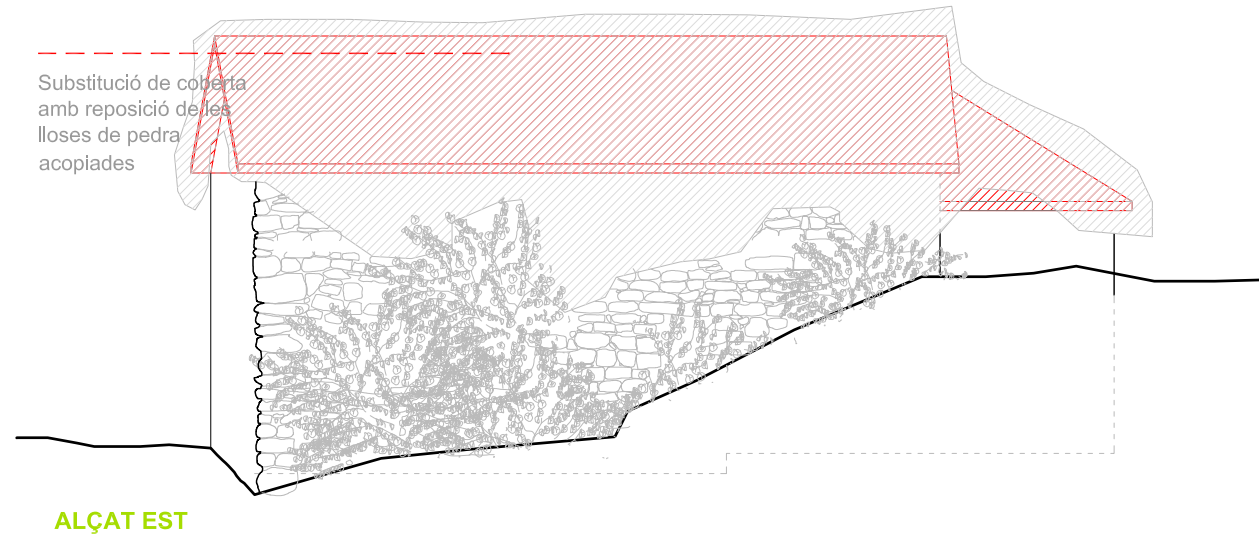 Substitució de coberta
amb reposició de les
lloses de pedra
acopiades
ALÇAT EST